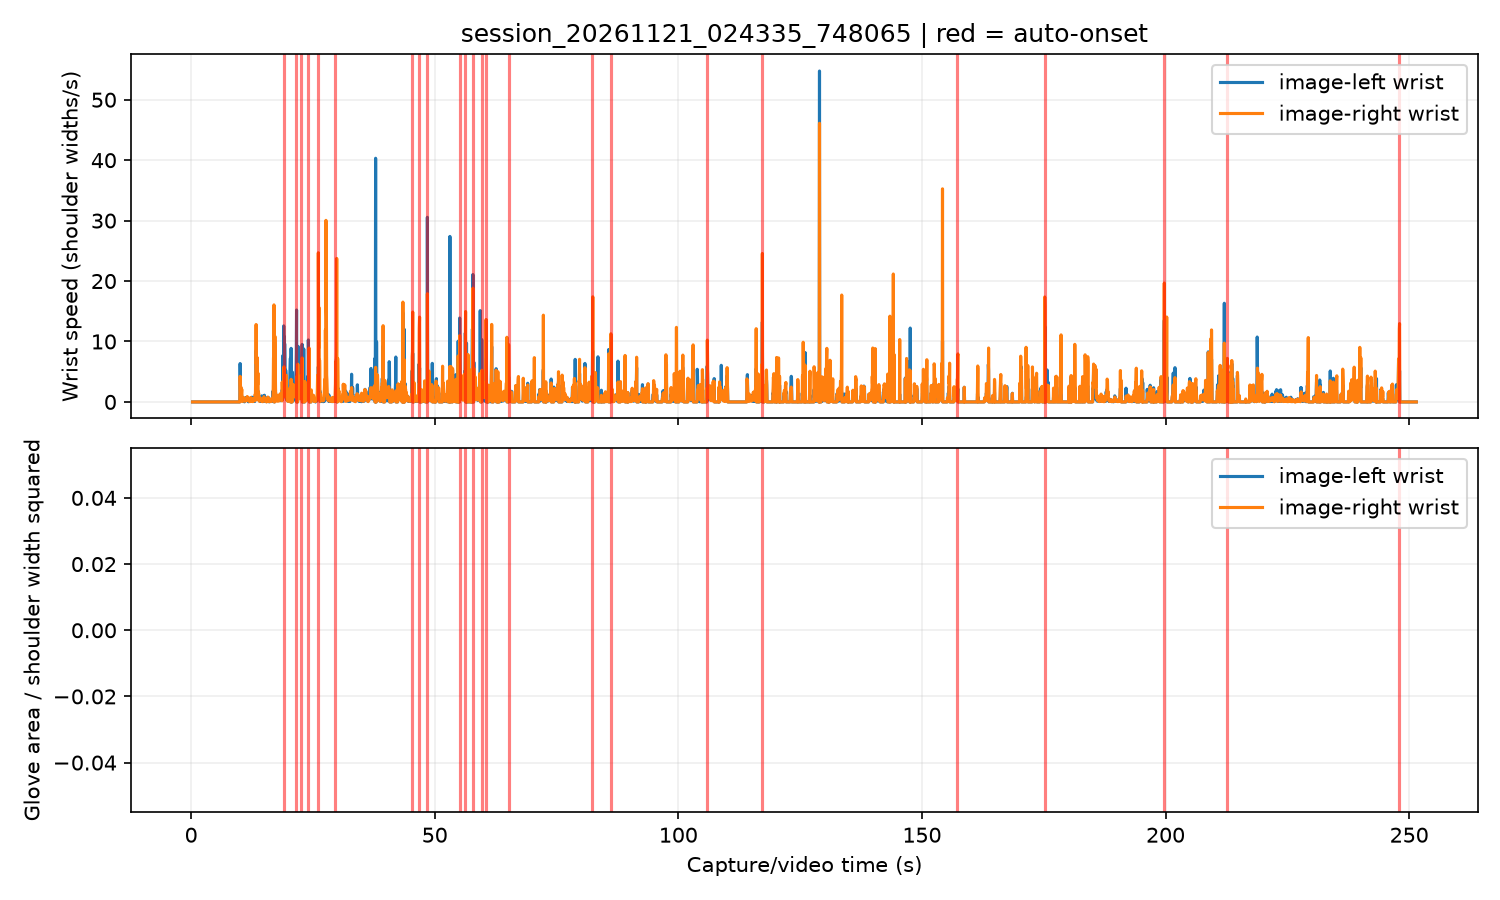 session_20261121_024335_748065 | red = auto-onset
Wrist speed (shoulder widths/s)
50
40
30
20
10
0
image-left wrist
image-right wrist
Glove area / shoulder width squared
0.04
0.02
0.00
−0.02
−0.04
image-left wrist
image-right wrist
0
50
100
150
200
250
Capture/video time (s)